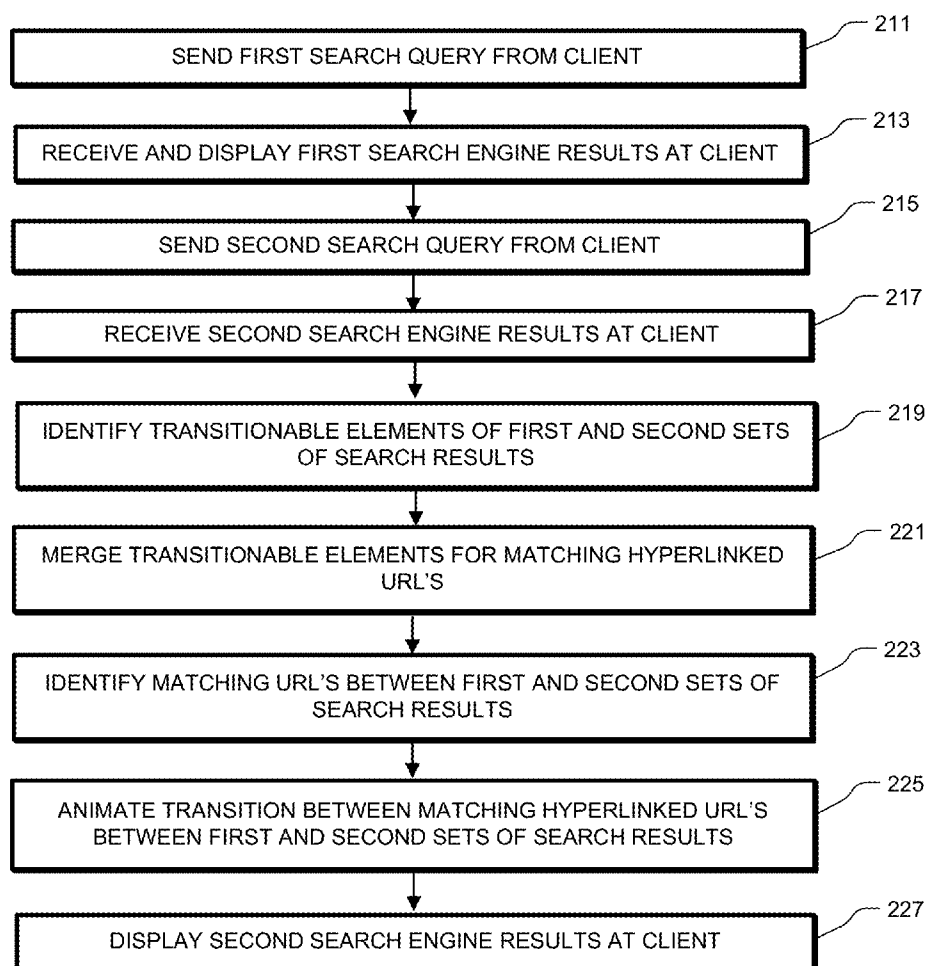 211
SEND FIRST SEARCH QUERY FROM CLIENT
213
RECEIVE AND DISPLAY FIRST SEARCH ENGINE RESULTS AT CLIENT
215
SEND SECOND SEARCH QUERY FROM CLIENT
217
RECEIVE SECOND SEARCH ENGINE RESULTS AT CLIENT
219
IDENTIFY TRANSITIONABLE ELEMENTS OF FIRST AND SECOND SETS
OF SEARCH RESULTS
221
MERGE TRANSITIONABLE ELEMENTS FOR MATCHING HYPERLINKED
URL'S
223
IDENTIFY MATCHING URL'S BETWEEN FIRST AND SECOND SETS OF
SEARCH RESULTS
225
ANIMATE TRANSITION BETWEEN MATCHING HYPERLINKED URL'S
BETWEEN FIRST AND SECOND SETS OF SEARCH RESULTS
227
DISPLAY SECOND SEARCH ENGINE RESULTS AT CLIENT